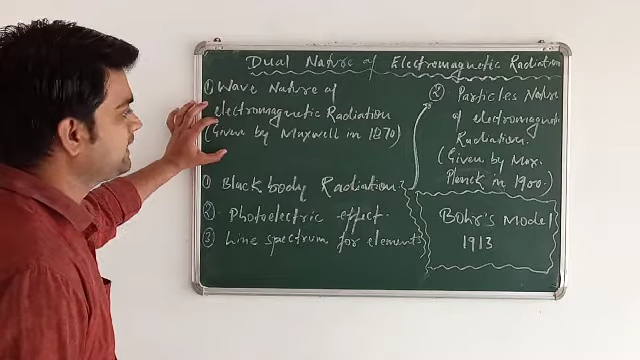 Dual Nature of Electromagnetic Radiation
① Wave Nature of
electromagnetic Radiation
(Given by Maxwell in 1870)
① Blackbody Radiation
② Photoelectric effect.
③ Line spectrum for elements
② Particles Nature
of electromagnetic
Radiation.
(Given by Max.
Planck in 1900.)
Bohr's Model
1913